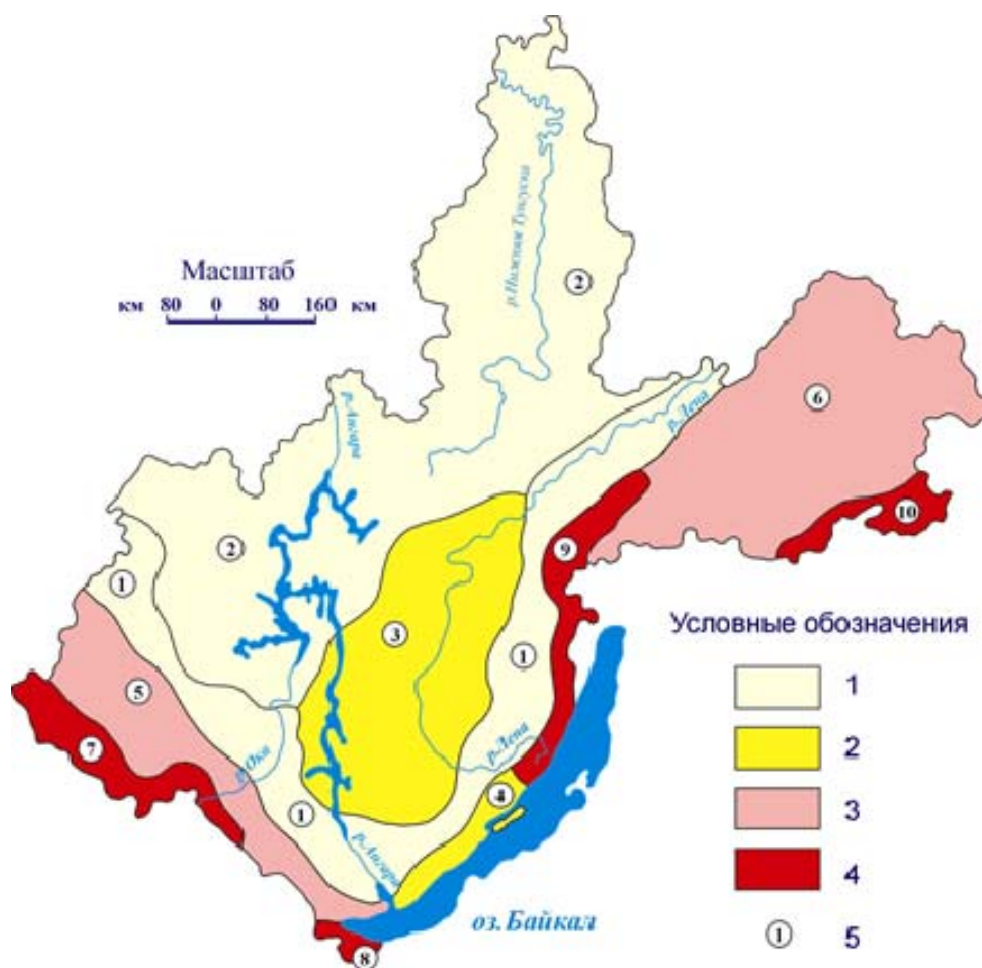 р.Нижняя Тунгуска
Масштаб
км 80 0 80 160 км
2
6
р.Лена
р.Ангара
10
9
2
1
3
Условные обозначения
1
1
5
2
7
р.Ока
р.Лена
3
4
1
4
р.Ангара
оз. Байкал
1 5
8